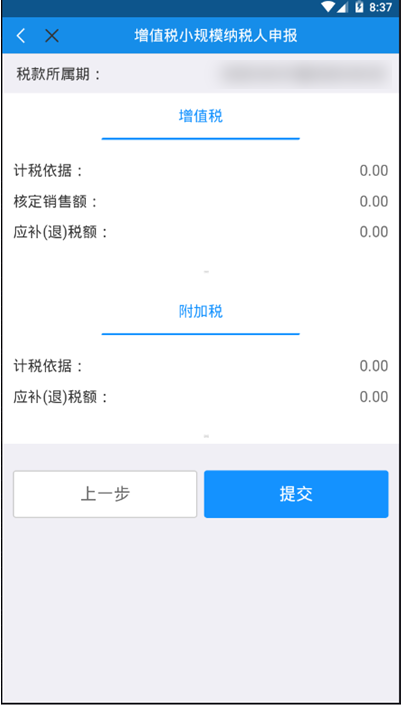 8:37
增值税小规模纳税人申报
税款所属期：
增值税
计税依据： 0.00
核定销售额： 0.00
应补(退)税额： 0.00
附加税
计税依据： 0.00
应补(退)税额： 0.00
上一步 提交